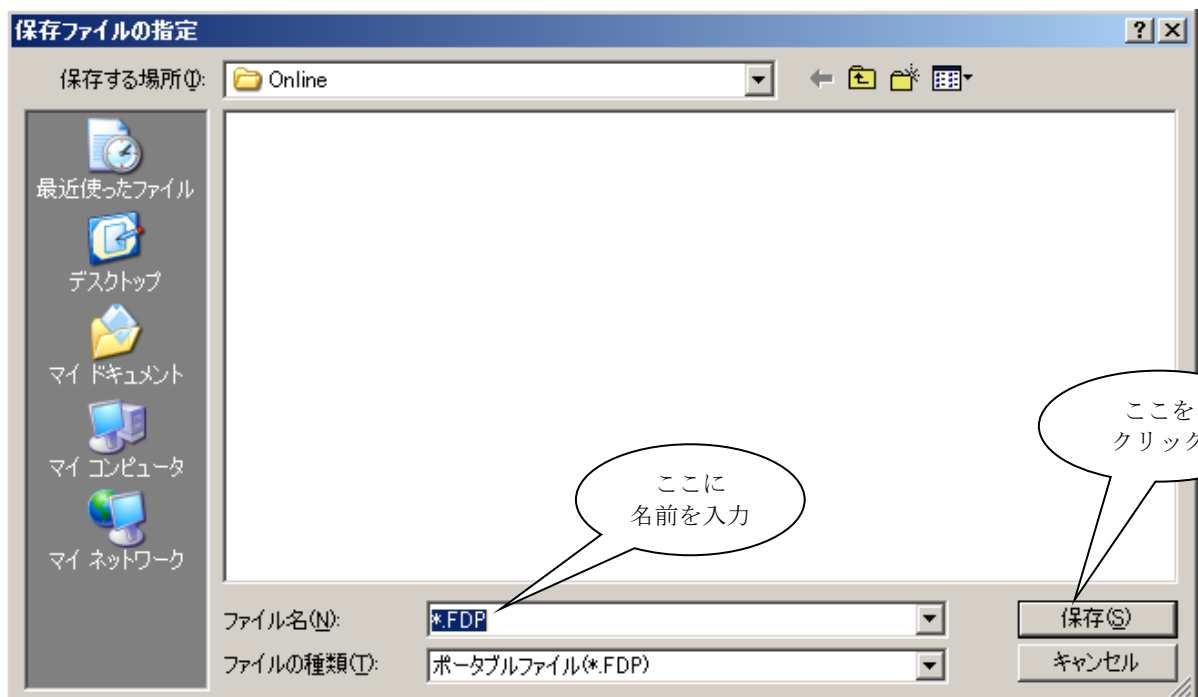 保存ファイルの指定
保存する場所(I):
Online
最近使ったファイル
デスクトップ
マイ ドキュメント
マイ コンピュータ
マイ ネットワーク
ここを
クリック
ここに
名前を入力
ファイル名(N):
*.FDP
保存(S)
ファイルの種類(T):
ポータブルファイル(*.FDP)
キャンセル